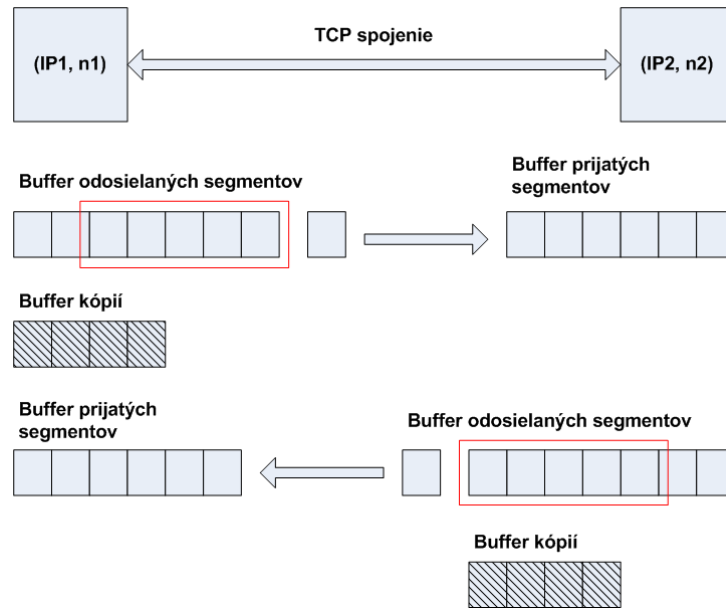 TCP spojenie
(IP1, n1)
(IP2, n2)
Buffer prijatých
segmentov
Buffer odosielaných segmentov
Buffer kópií
Buffer prijatých
segmentov
Buffer odosielaných segmentov
Buffer kópií